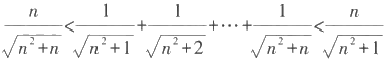 n/√(n²+n) < 1/√(n²+1) + 1/√(n²+2) + ⋯ + 1/√(n²+n) < n/√(n²+1)